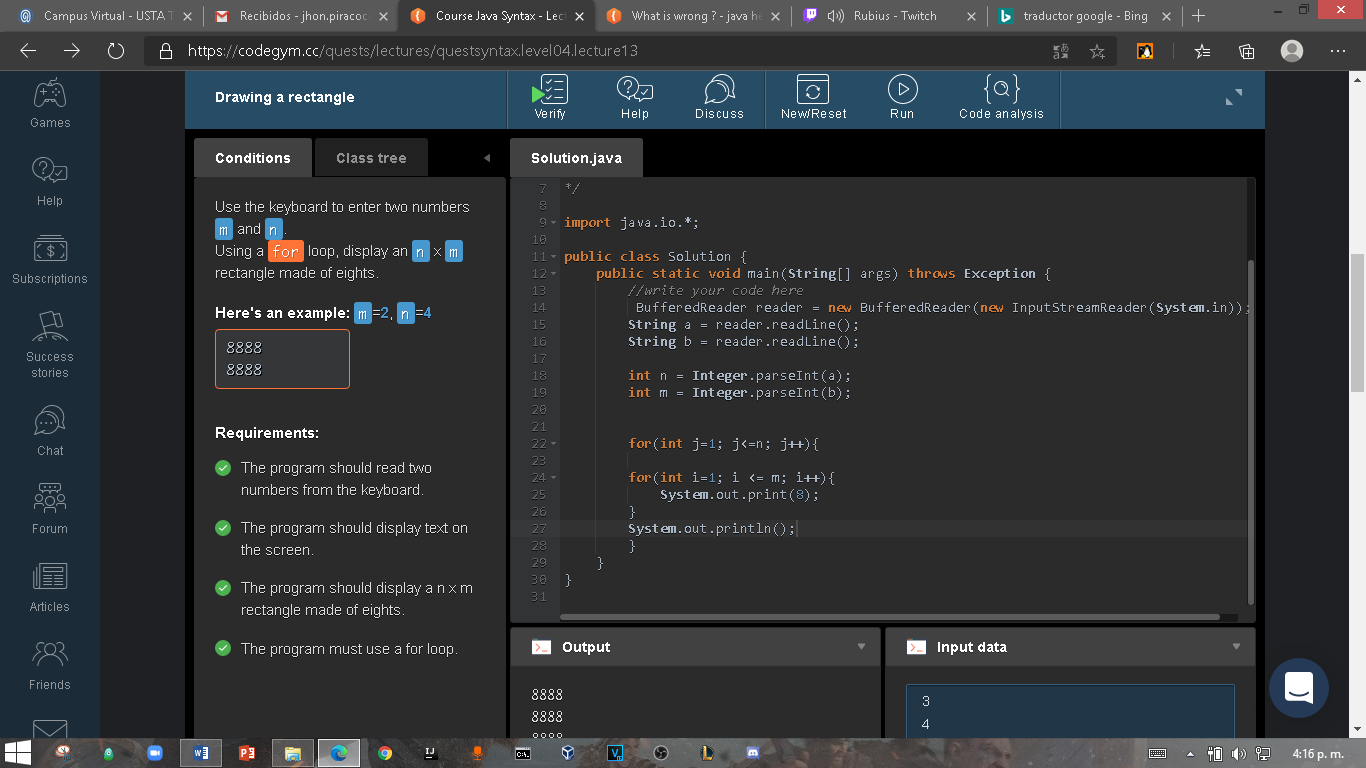 Campus Virtual - USTA T
Recibidos - jhon.piracoc
Course Java Syntax - Lec
What is wrong ? - java he
Rubius - Twitch
traductor google - Bing
https://codegym.cc/quests/lectures/questsyntax.level04.lecture13
Games
Help
Subscriptions
Success
stories
Chat
Forum
Articles
Friends
Drawing a rectangle
Verify
Help
Discuss
New/Reset
Run
Code analysis
Conditions
Class tree
Use the keyboard to enter two numbers
m and n.
Using a for loop, display an n x m
rectangle made of eights.
Here's an example: m=2, n=4
8888
8888
Requirements:
The program should read two
numbers from the keyboard.
The program should display text on
the screen.
The program should display a n x m
rectangle made of eights.
The program must use a for loop.
Solution.java
7 */
8
9 import java.io.*;
10
11 public class Solution {
12 public static void main(String[] args) throws Exception {
13 //write your code here
14 BufferedReader reader = new BufferedReader(new InputStreamReader(System.in));
15 String a = reader.readLine();
16 String b = reader.readLine();
17
18 int n = Integer.parseInt(a);
19 int m = Integer.parseInt(b);
20
21
22 for(int j=1; j<=n; j++){
23
24 for(int i=1; i <= m; i++){
25 System.out.print(8);
26 }
27 System.out.println();
28 }
29 }
30 }
31
Output
8888
8888
8888
Input data
3
4
4:16 p. m.